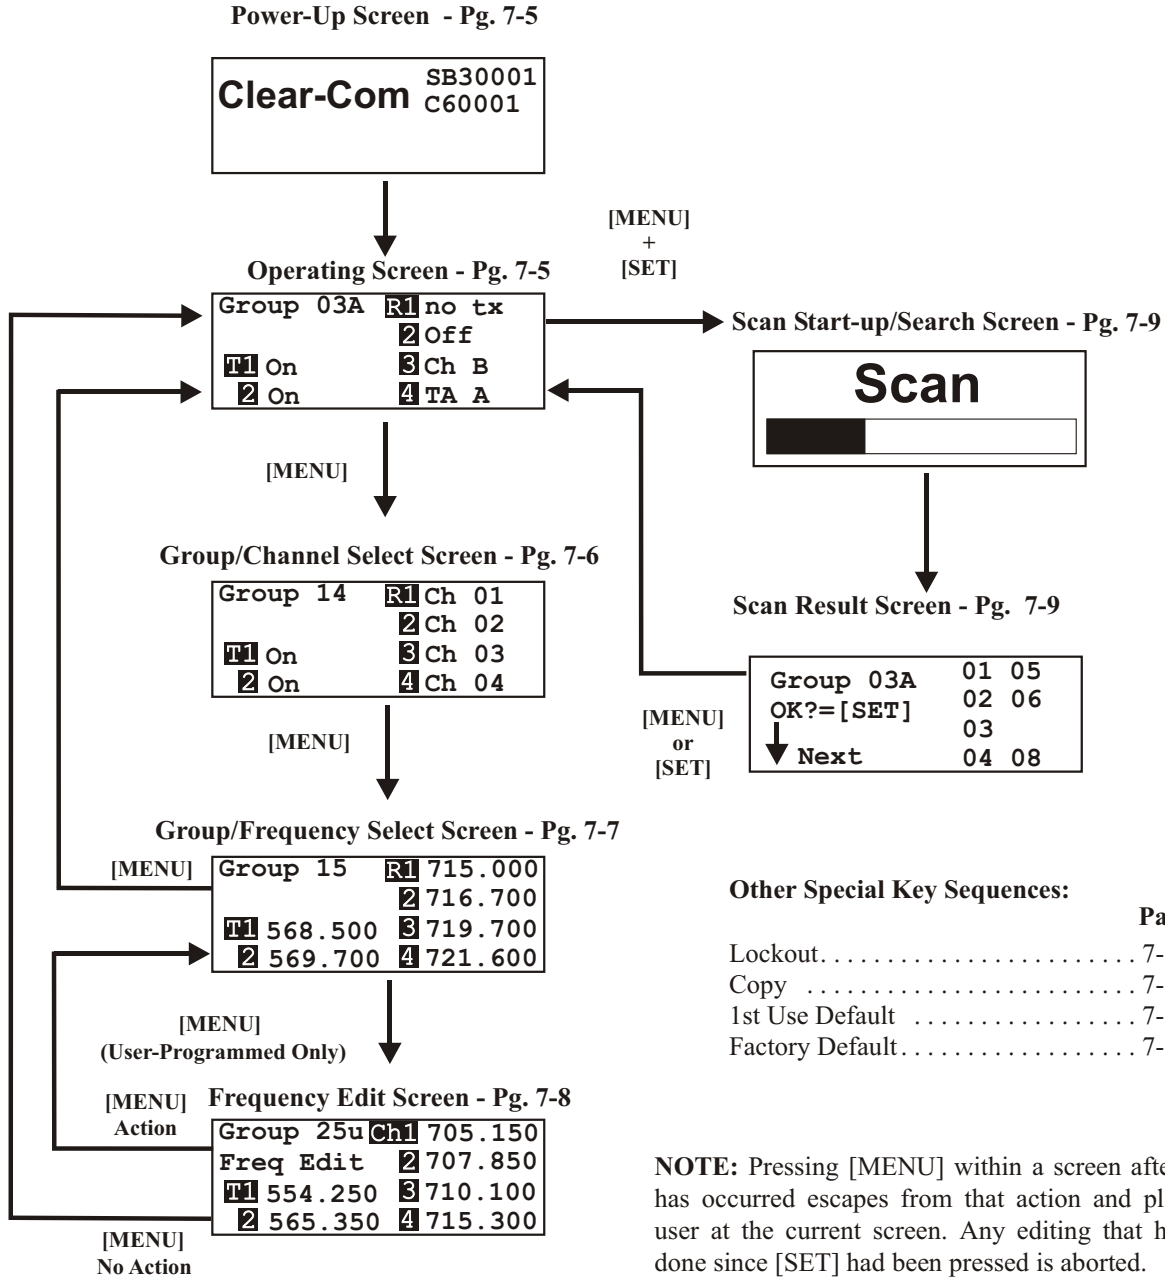 Power-Up Screen - Pg. 7-5
Clear-Com
SB30001
C60001
[MENU]
+
[SET]
Operating Screen - Pg. 7-5
Group 03A R1 no tx
2 Off
T1 On 3 Ch B
2 On 4 TA A
Scan Start-up/Search Screen - Pg. 7-9
Scan
[MENU]
Group/Channel Select Screen - Pg. 7-6
Group 14 R1 Ch 01
2 Ch 02
T1 On 3 Ch 03
2 On 4 Ch 04
Scan Result Screen - Pg. 7-9
Group 03A 01 05
OK?=[SET] 02 06
03
Next 04 08
[MENU]
or
[SET]
[MENU]
Group/Frequency Select Screen - Pg. 7-7
[MENU]
Group 15 R1 715.000
2 716.700
T1 568.500 3 719.700
2 569.700 4 721.600
[MENU]
(User-Programmed Only)
[MENU]
Action
Frequency Edit Screen - Pg. 7-8
Group 25u Ch1 705.150
Freq Edit 2 707.850
T1 554.250 3 710.100
2 565.350 4 715.300
[MENU]
No Action
Other Special Key Sequences:
Pa
Lockout. . . . . . . . . . . . . . . . . . . . . . . . 7-
Copy . . . . . . . . . . . . . . . . . . . . . . . . . 7-
1st Use Default . . . . . . . . . . . . . . . . . 7-
Factory Default. . . . . . . . . . . . . . . . . . 7-
NOTE: Pressing [MENU] within a screen afte
has occurred escapes from that action and pl
user at the current screen. Any editing that h
done since [SET] had been pressed is aborted.